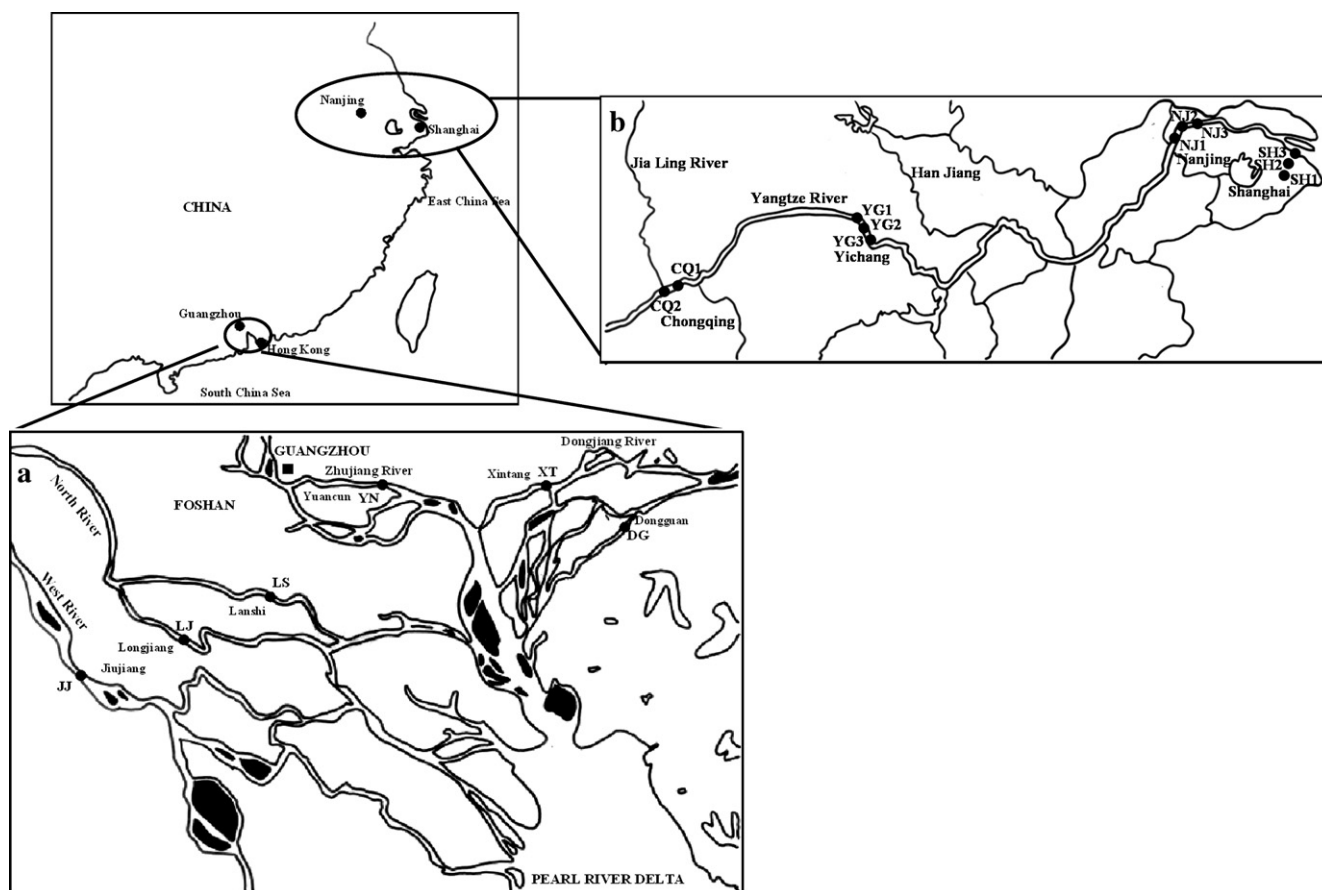 Nanjing
Shanghai
CHINA
East China Sea
Guangzhou
Hong Kong
South China Sea
b
Jia Ling River
Han Jiang
NJ2
NJ3
NJ1
Nanjing
SH3
SH2
SH1
Shanghai
Yangtze River
YG1
YG2
YG3
Yichang
CQ1
CQ2
Chongqing
a
GUANGZHOU
Dongjiang River
Zhujiang River
Xintang
XT
North River
FOSHAN
Yuancun
YN
Dongguan
DG
West River
LS
Lanshi
LJ
Longjiang
Jiujiang
JJ
PEARL RIVER DELTA